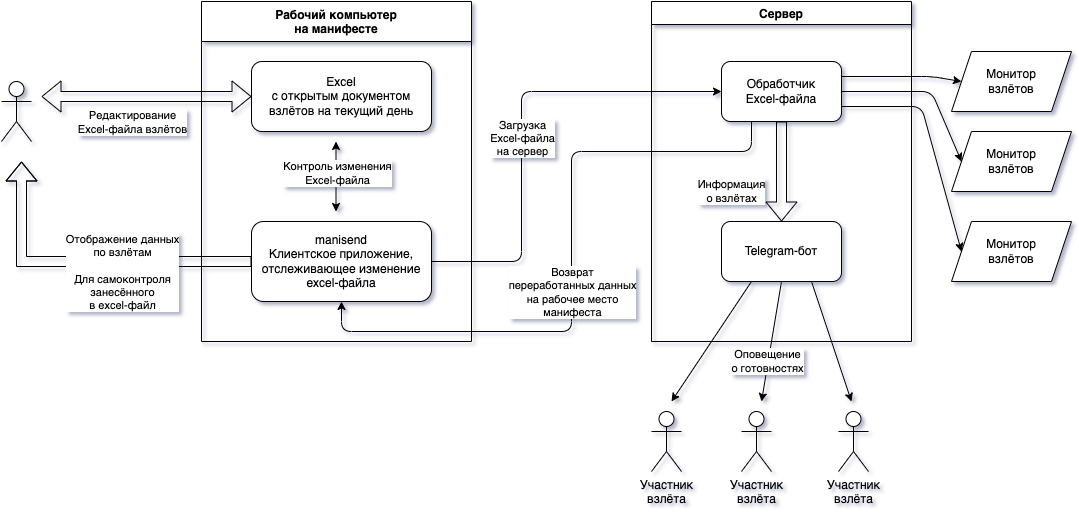 Рабочий компьютер
на манифесте
Сервер
Excel
с открытым документом
взлётов на текущий день
Редактирование
Excel-файла взлётов
Контроль изменения
Excel-файла
manisend
Клиентское приложение,
отслеживающее изменение
excel-файла
Отображение данных
по взлётам
Для самоконтроля
занесённого
в excel-файл
Загрузка
Excel-файла
на сервер
Возврат
переработанных данных
на рабочее место
манифеста
Обработчик
Excel-файла
Информация
о взлётах
Telegram-бот
Монитор
взлётов
Монитор
взлётов
Монитор
взлётов
Оповещение
о готовностях
Участник
взлёта
Участник
взлёта
Участник
взлёта